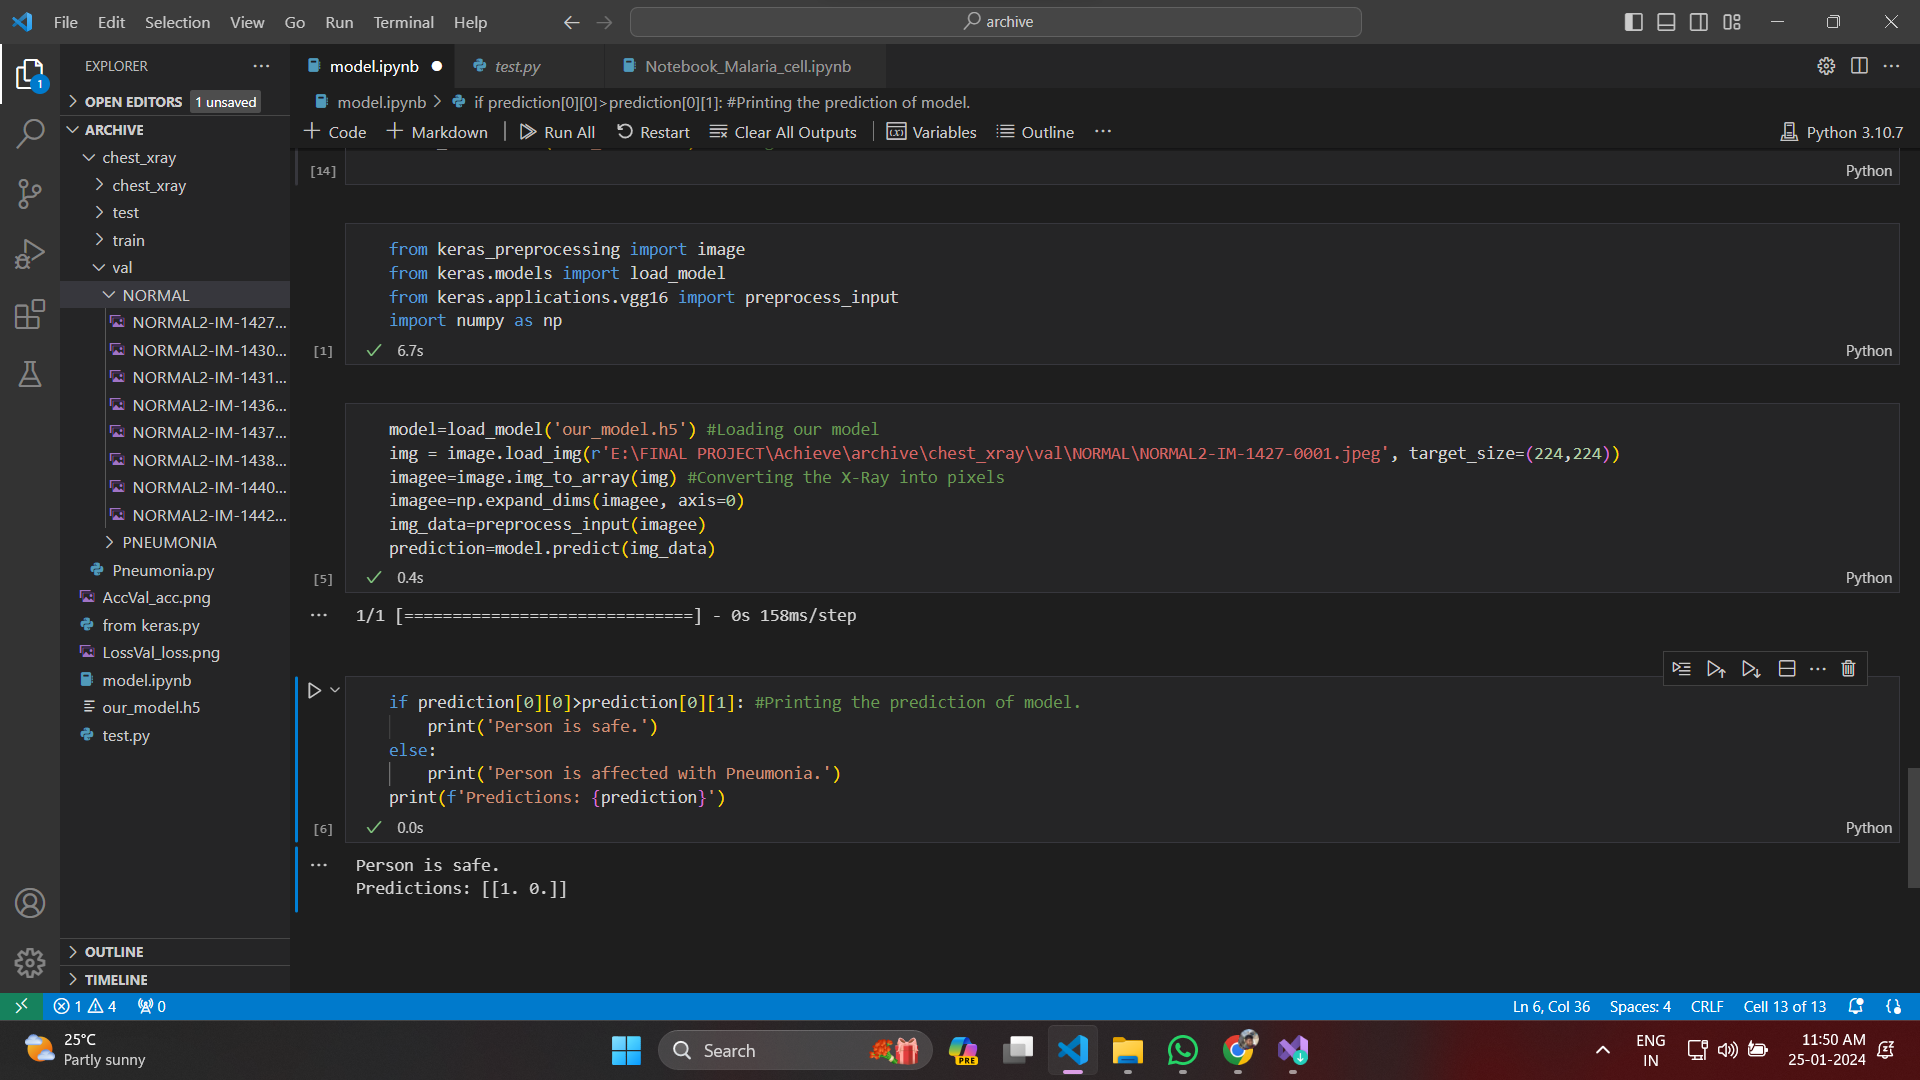 File Edit Selection View Go Run Terminal Help
archive
EXPLORER
OPEN EDITORS 1 unsaved
ARCHIVE
chest_xray
chest_xray
test
train
val
NORMAL
NORMAL2-IM-1427...
NORMAL2-IM-1430...
NORMAL2-IM-1431...
NORMAL2-IM-1436...
NORMAL2-IM-1437...
NORMAL2-IM-1438...
NORMAL2-IM-1440...
NORMAL2-IM-1442...
PNEUMONIA
Pneumonia.py
AccVal_acc.png
from keras.py
LossVal_loss.png
model.ipynb
our_model.h5
test.py
OUTLINE
TIMELINE
1
model.ipynb test.py Notebook_Malaria_cell.ipynb
model.ipynb > if prediction[0][0]>prediction[0][1]: #Printing the prediction of model.
+ Code + Markdown Run All Restart Clear All Outputs Variables Outline ... Python 3.10.7
[14] Python
from keras_preprocessing import image
from keras.models import load_model
from keras.applications.vgg16 import preprocess_input
import numpy as np
[1] 6.7s Python
model=load_model('our_model.h5') #Loading our model
img = image.load_img(r'E:\FINAL PROJECT\Achieve\archive\chest_xray\val\NORMAL\NORMAL2-IM-1427-0001.jpeg', target_size=(224,224))
imagee=image.img_to_array(img) #Converting the X-Ray into pixels
imagee=np.expand_dims(imagee, axis=0)
img_data=preprocess_input(imagee)
prediction=model.predict(img_data)
[5] 0.4s Python
1/1 [==============================] - 0s 158ms/step
if prediction[0][0]>prediction[0][1]: #Printing the prediction of model.
print('Person is safe.')
else:
print('Person is affected with Pneumonia.')
print(f'Predictions: {prediction}')
[6] 0.0s Python
Person is safe.
Predictions: [[1. 0.]]
1 4 0
Ln 6, Col 36 Spaces: 4 CRLF Cell 13 of 13
25°C
Partly sunny
Search
PRE
ENG
IN
11:50 AM
25-01-2024